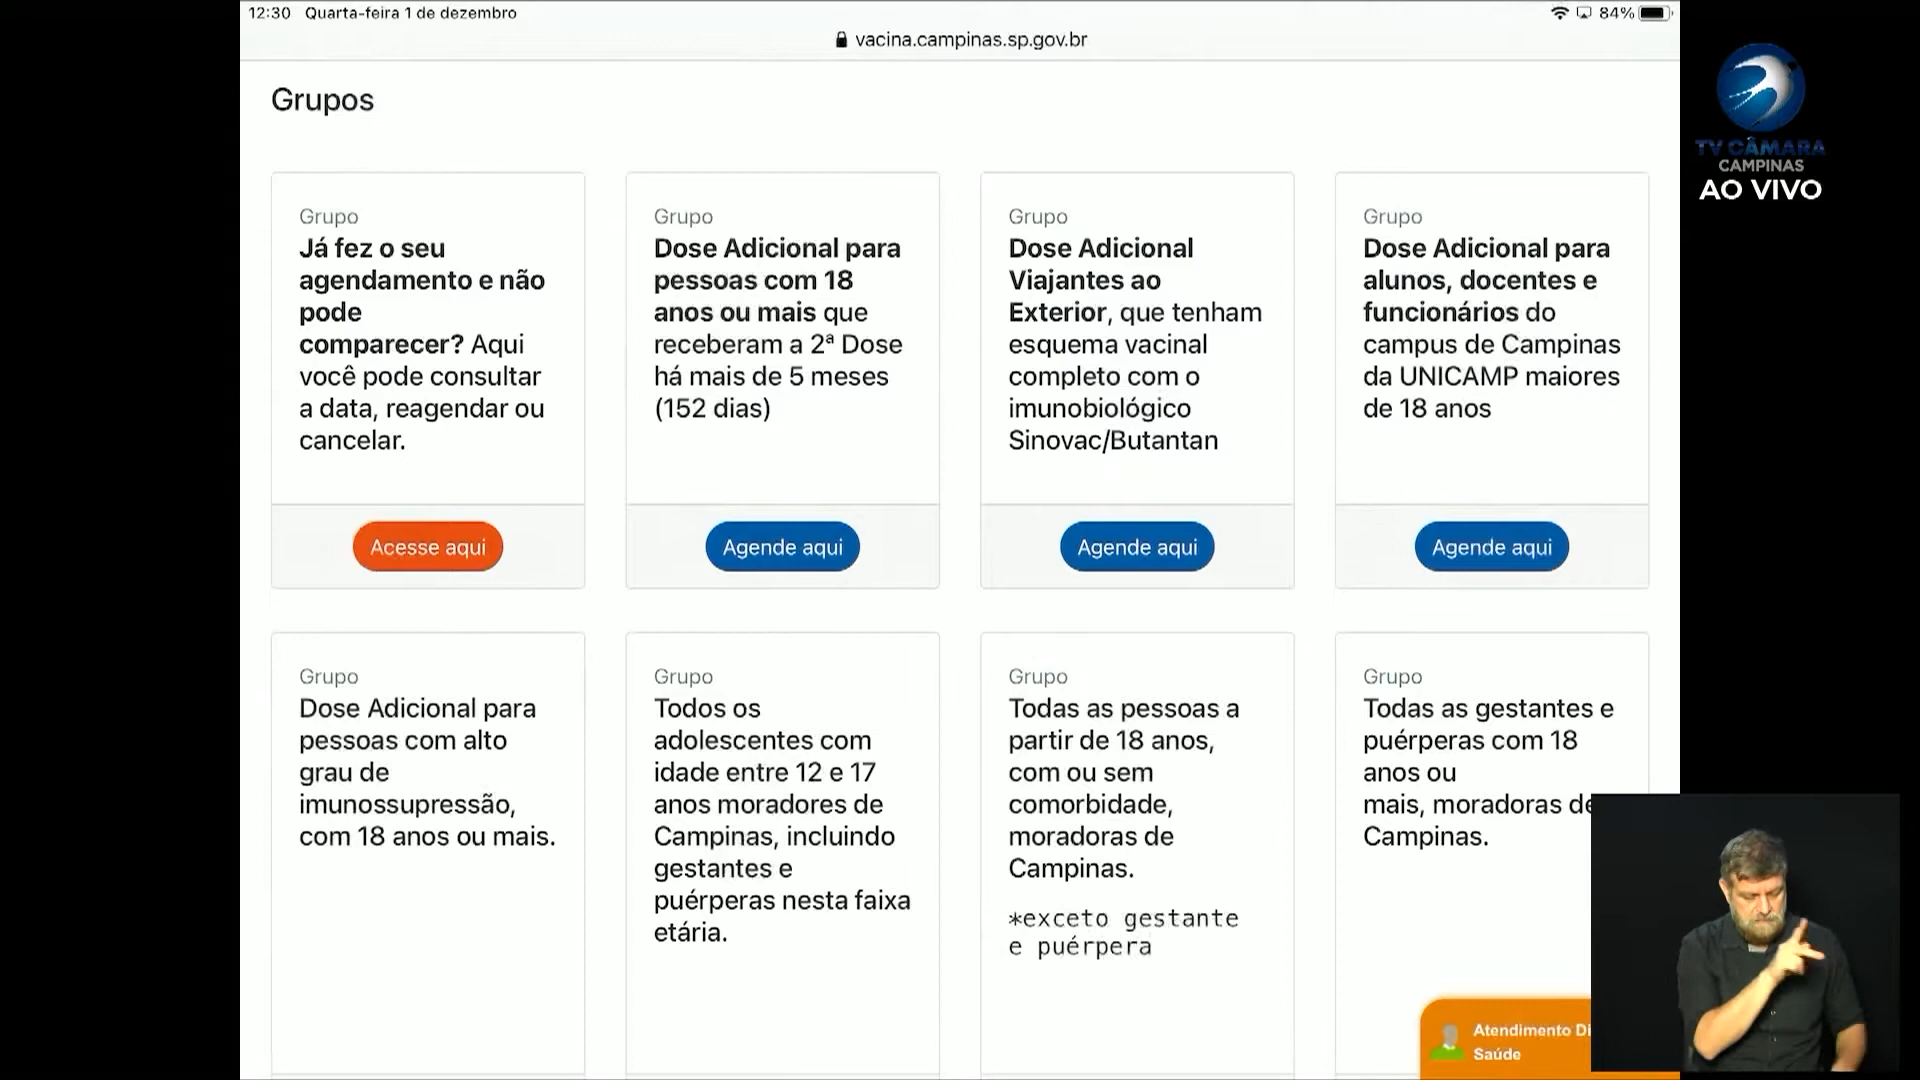 12:30 Quarta-feira 1 de dezembro
84%
vacina.campinas.sp.gov.br
TV CÂMARA
CAMPINAS
AO VIVO
Grupos
Grupo
Já fez o seu
agendamento e não
pode
comparecer? Aqui
você pode consultar
a data, reagendar ou
cancelar.
Acesse aqui
Grupo
Dose Adicional para
pessoas com 18
anos ou mais que
receberam a 2ª Dose
há mais de 5 meses
(152 dias)
Agende aqui
Grupo
Dose Adicional
Viajantes ao
Exterior, que tenham
esquema vacinal
completo com o
imunobiológico
Sinovac/Butantan
Agende aqui
Grupo
Dose Adicional para
alunos, docentes e
funcionários do
campus de Campinas
da UNICAMP maiores
de 18 anos
Agende aqui
Grupo
Dose Adicional para
pessoas com alto
grau de
imunossupressão,
com 18 anos ou mais.
Grupo
Todos os
adolescentes com
idade entre 12 e 17
anos moradores de
Campinas, incluindo
gestantes e
puérperas nesta faixa
etária.
Grupo
Todas as pessoas a
partir de 18 anos,
com ou sem
comorbidade,
moradoras de
Campinas.
*exceto gestante
e puérpera
Grupo
Todas as gestantes e
puérperas com 18
anos ou
mais, moradoras de
Campinas.
Atendimento Di
Saúde